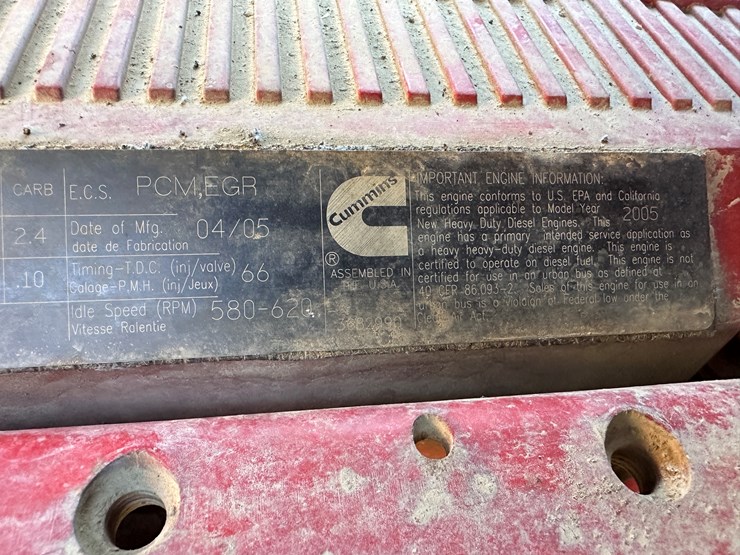 CARB
E.C.S. PCM,EGR
2.4
Date of Mfg. 04/05
date de Fabrication
.10
Timing-T.D.C. (inj/valve) 66
Calage-P.M.H. (inj/Jeux)
Idle Speed (RPM) 580-620
Vitesse Ralentie
Cummins
®
ASSEMBLED IN
THE U.S.A.
IMPORTANT ENGINE INFORMATION:
This engine conforms to U.S. EPA and California
regulations applicable to Model Year 2005
New Heavy Duty Diesel Engines. This
engine has a primary intended service application as
a heavy heavy-duty diesel engine. This engine is
certified to operate on diesel fuel. This engine is not
certified for use in an urban bus as defined at
40 CFR 86.093-2. Sales of this engine for use in an
bus is a violation of Federal law under the
Act.